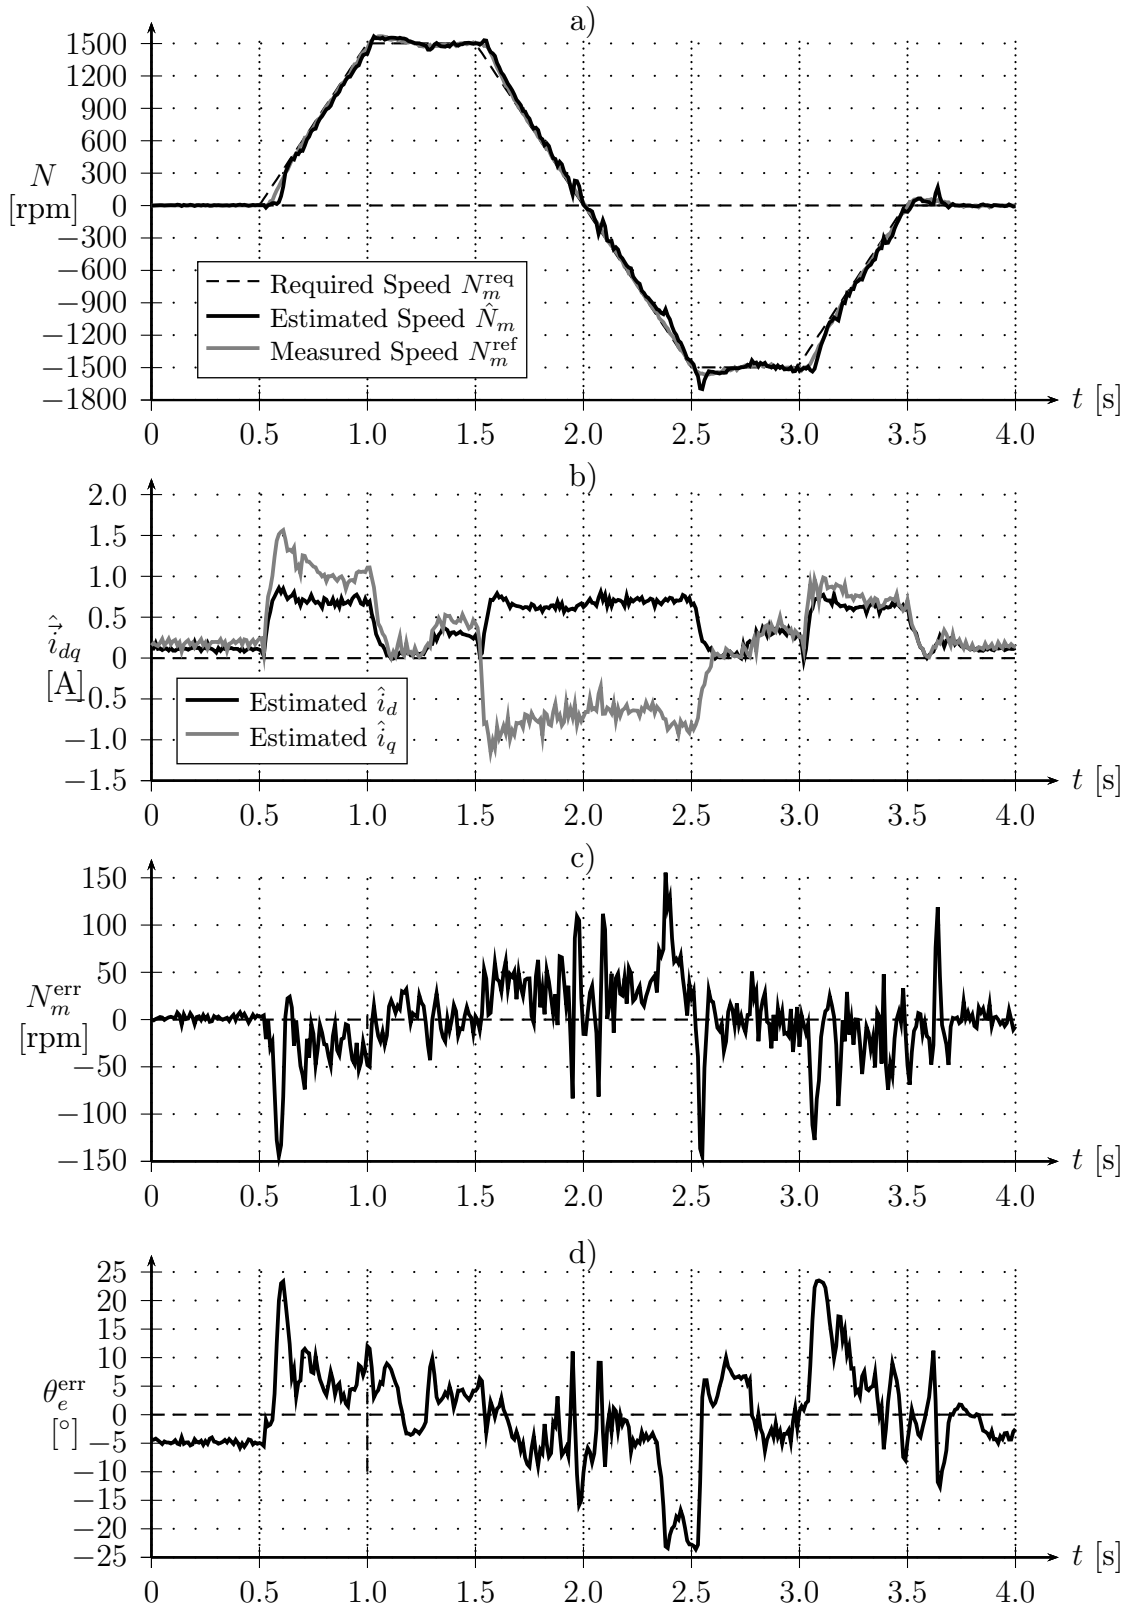 a)
1500
1200
900
600
300
0
−300
−600
−900
−1200
−1500
−1800
N
[rpm]
Required Speed N_m^req
Estimated Speed N̂_m
Measured Speed N_m^ref
0 0.5 1.0 1.5 2.0 2.5 3.0 3.5 4.0
t [s]
b)
2.0
1.5
1.0
0.5
0
−0.5
−1.0
−1.5
î_dq
[A]
Estimated î_d
Estimated î_q
0 0.5 1.0 1.5 2.0 2.5 3.0 3.5 4.0
t [s]
c)
150
100
50
0
−50
−100
−150
N_m^err
[rpm]
0 0.5 1.0 1.5 2.0 2.5 3.0 3.5 4.0
t [s]
d)
25
20
15
10
5
0
−5
−10
−15
−20
−25
θ_e^err
[°]
0 0.5 1.0 1.5 2.0 2.5 3.0 3.5 4.0
t [s]